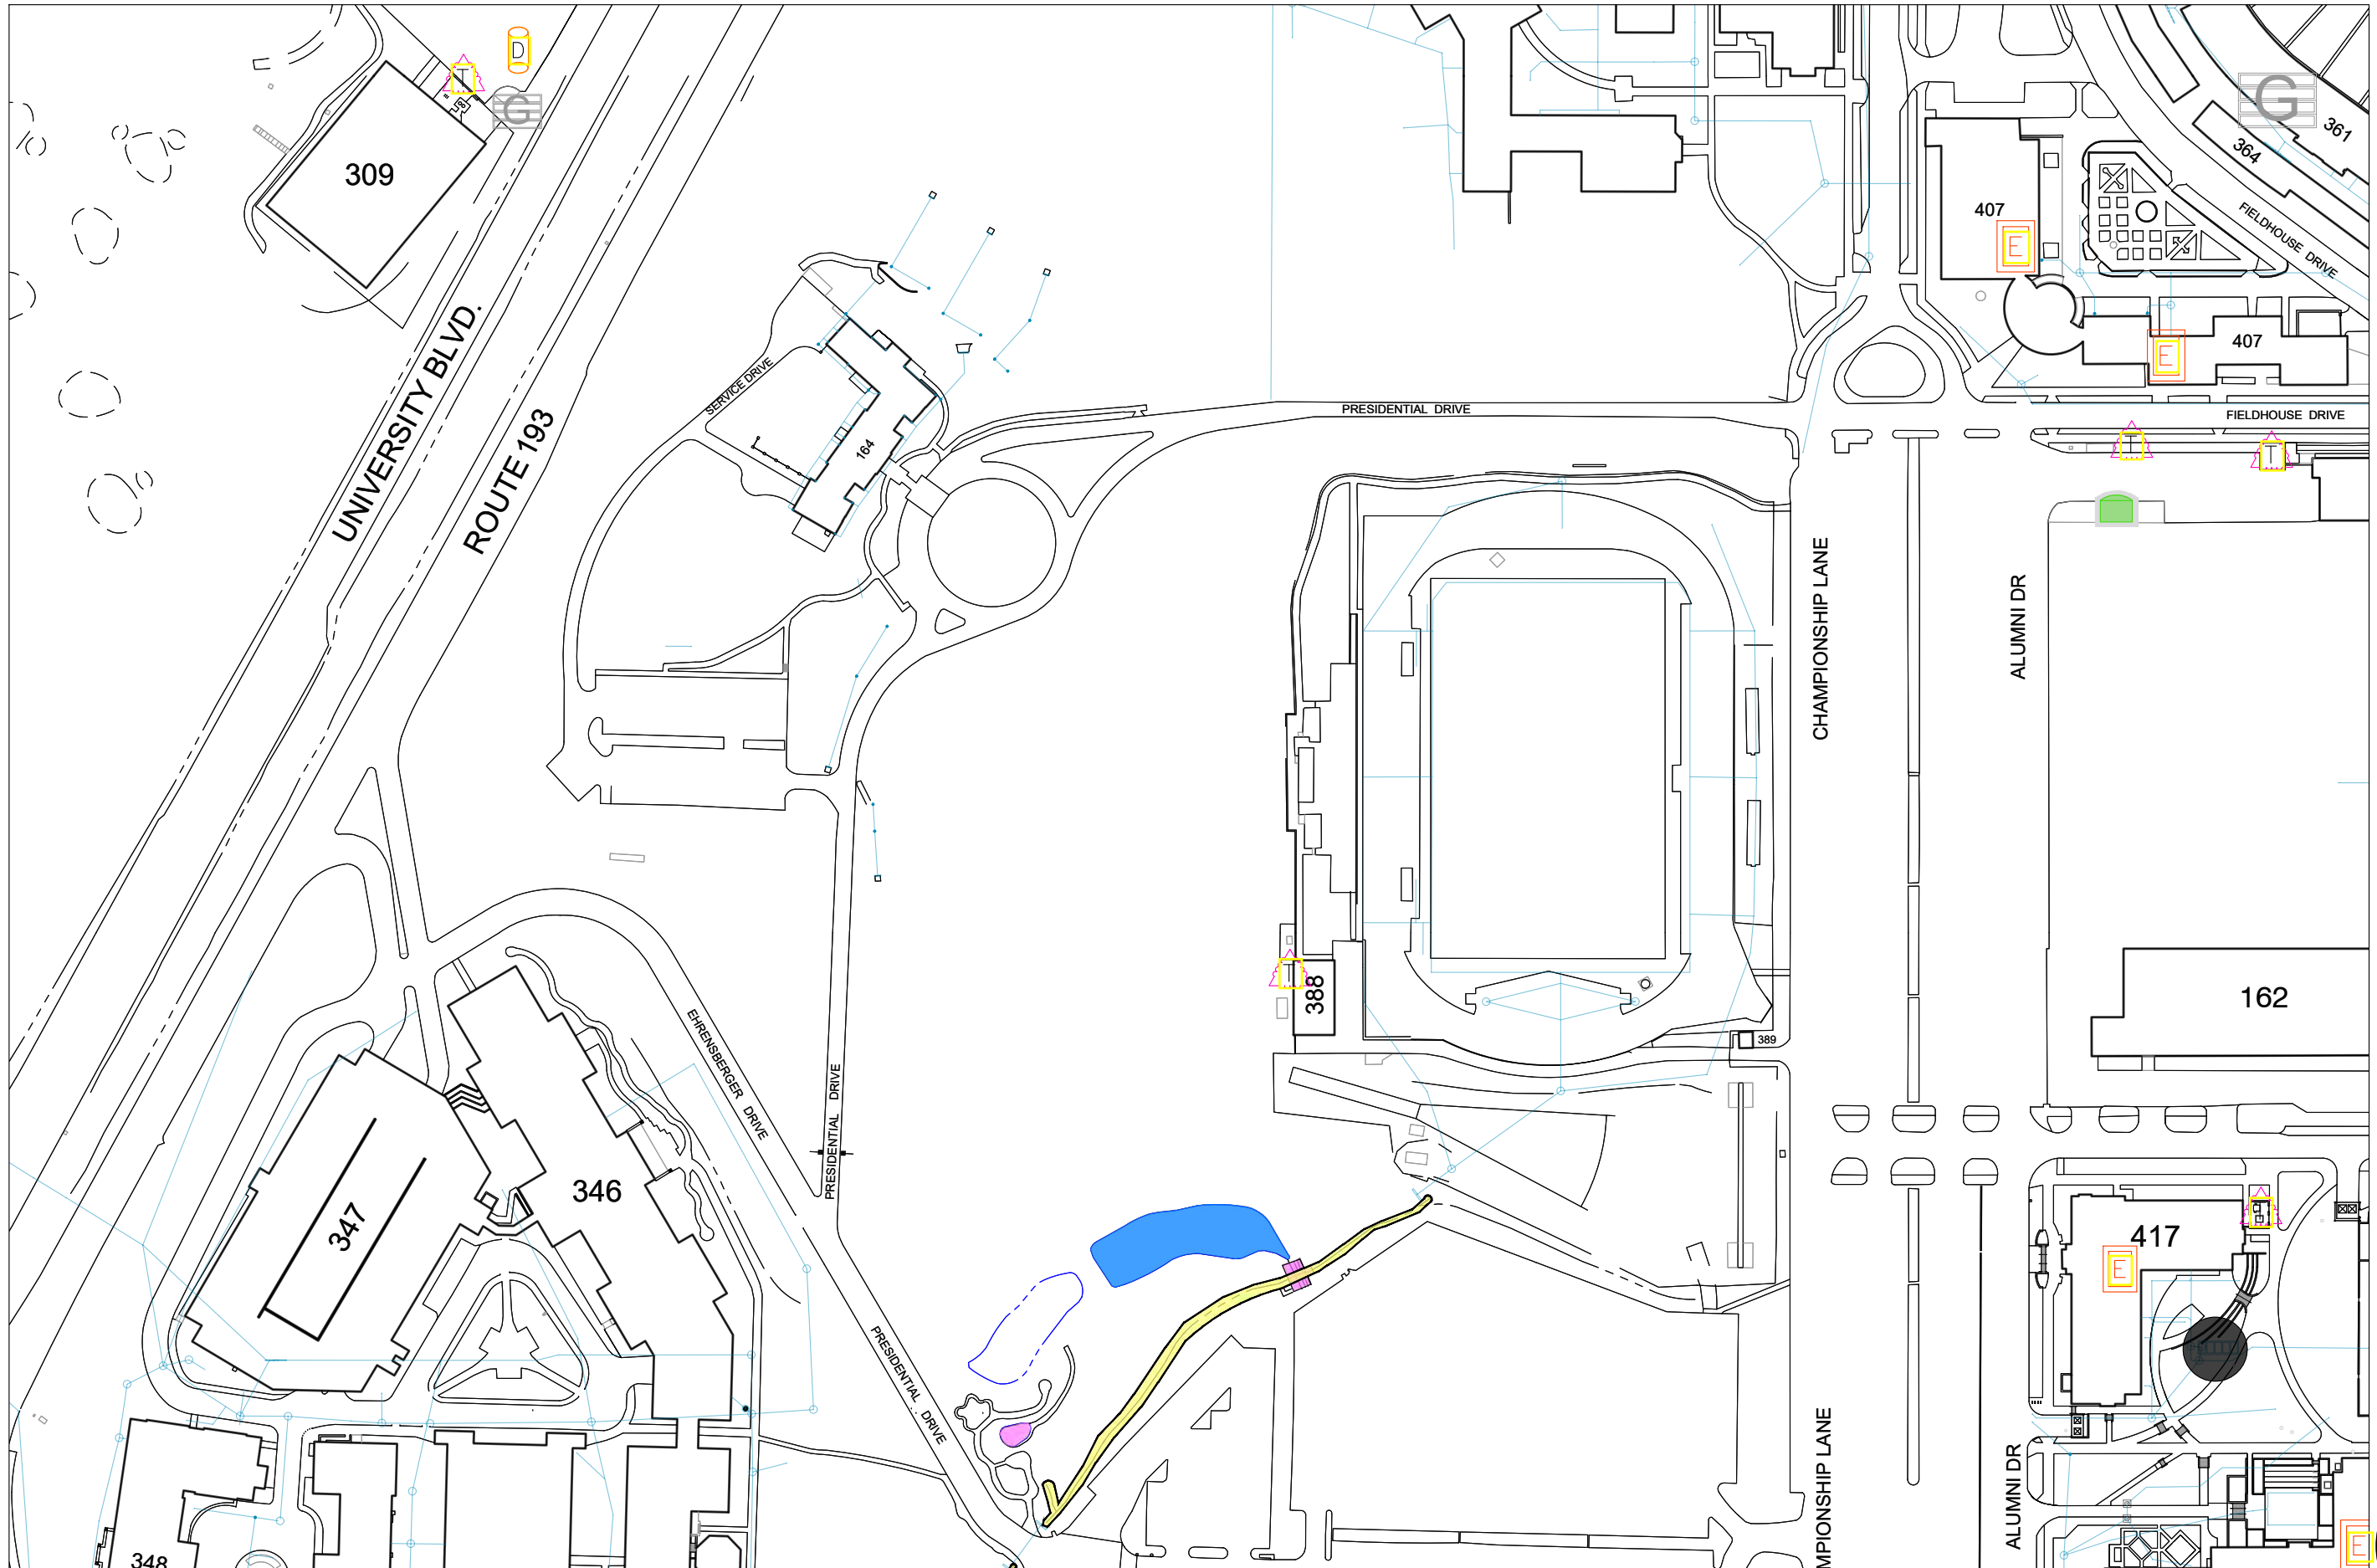 D
T
G
309
G
361
364
407
E
FIELDHOUSE DRIVE
UNIVERSITY BLVD.
ROUTE 193
SERVICE DRIVE
164
407
E
PRESIDENTIAL DRIVE
FIELDHOUSE DRIVE
T
T
CHAMPIONSHIP LANE
ALUMNI DR
T
388
162
389
EHRENSBERGER DRIVE
PRESIDENTIAL DRIVE
346
347
417
E
PRESIDENTIAL DRIVE
MPIONSHIP LANE
ALUMNI DR
E
348